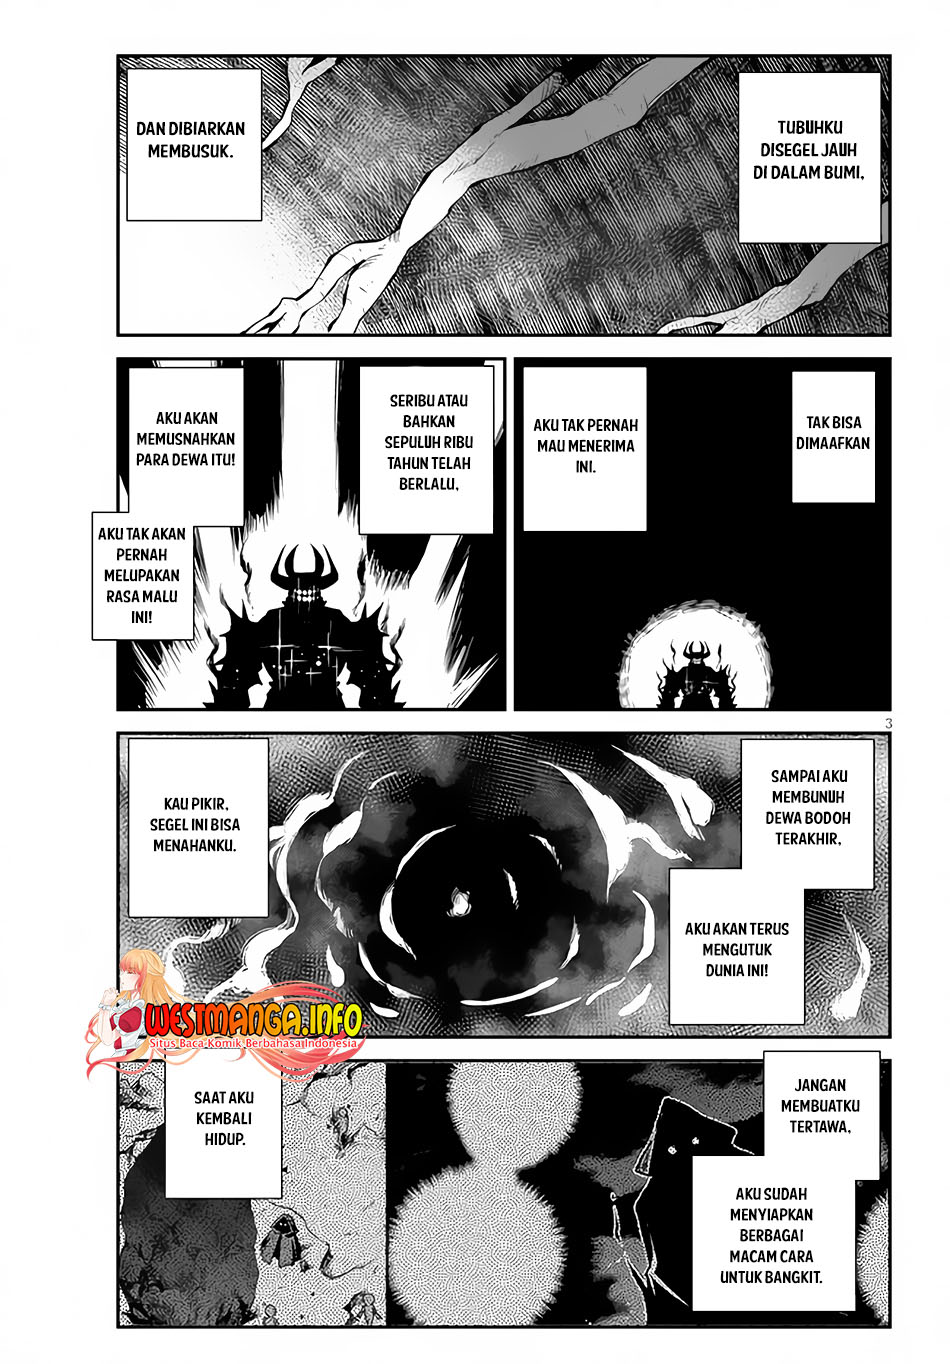 TUBUHKU
DISEGEL JAUH
DI DALAM BUMI,
DAN DIBIARKAN
MEMBUSUK.
TAK BISA
DIMAAFKAN
AKU TAK PERNAH
MAU MENERIMA
INI.
SERIBU ATAU
BAHKAN
SEPULUH RIBU
TAHUN TELAH
BERLALU,
AKU AKAN
MEMUSNAHKAN
PARA DEWA ITU!
AKU TAK AKAN
PERNAH
MELUPAKAN
RASA MALU
INI!
3
SAMPAI AKU
MEMBUNUH
DEWA BODOH
TERAKHIR,
AKU AKAN TERUS
MENGUTUK
DUNIA INI!
KAU PIKIR,
SEGEL INI BISA
MENAHANKU.
WESTMANGA.INFO
Situs Baca Komik Berbahasa Indonesia
JANGAN
MEMBUATKU
TERTAWA,
AKU SUDAH
MENYIAPKAN
BERBAGAI
MACAM CARA
UNTUK BANGKIT.
SAAT AKU
KEMBALI
HIDUP.